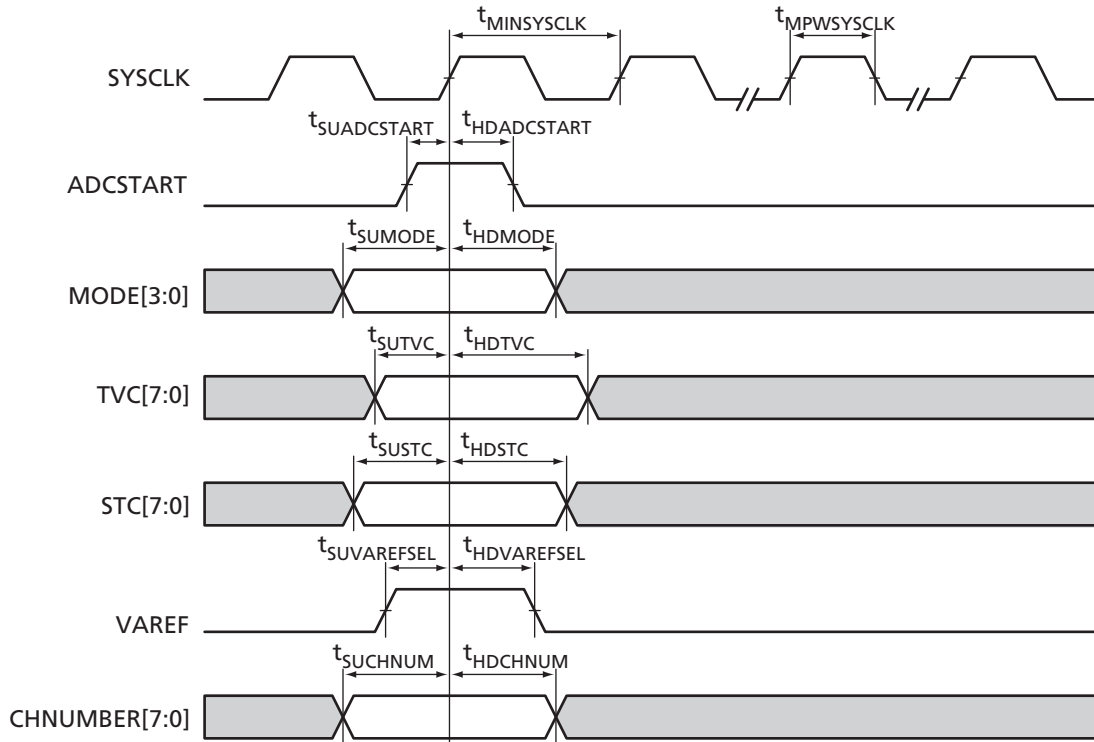 tMINSYSCLK tMPWSYSCLK
SYSCLK
tSUADCSTART tHDADCSTART
ADCSTART
tSUMODE tHDMODE
MODE[3:0]
tSUTVC tHDTVC
TVC[7:0]
tSUSTC tHDSTC
STC[7:0]
tSUVAREFSEL tHDVAREFSEL
VAREF
tSUCHNUM tHDCHNUM
CHNUMBER[7:0]